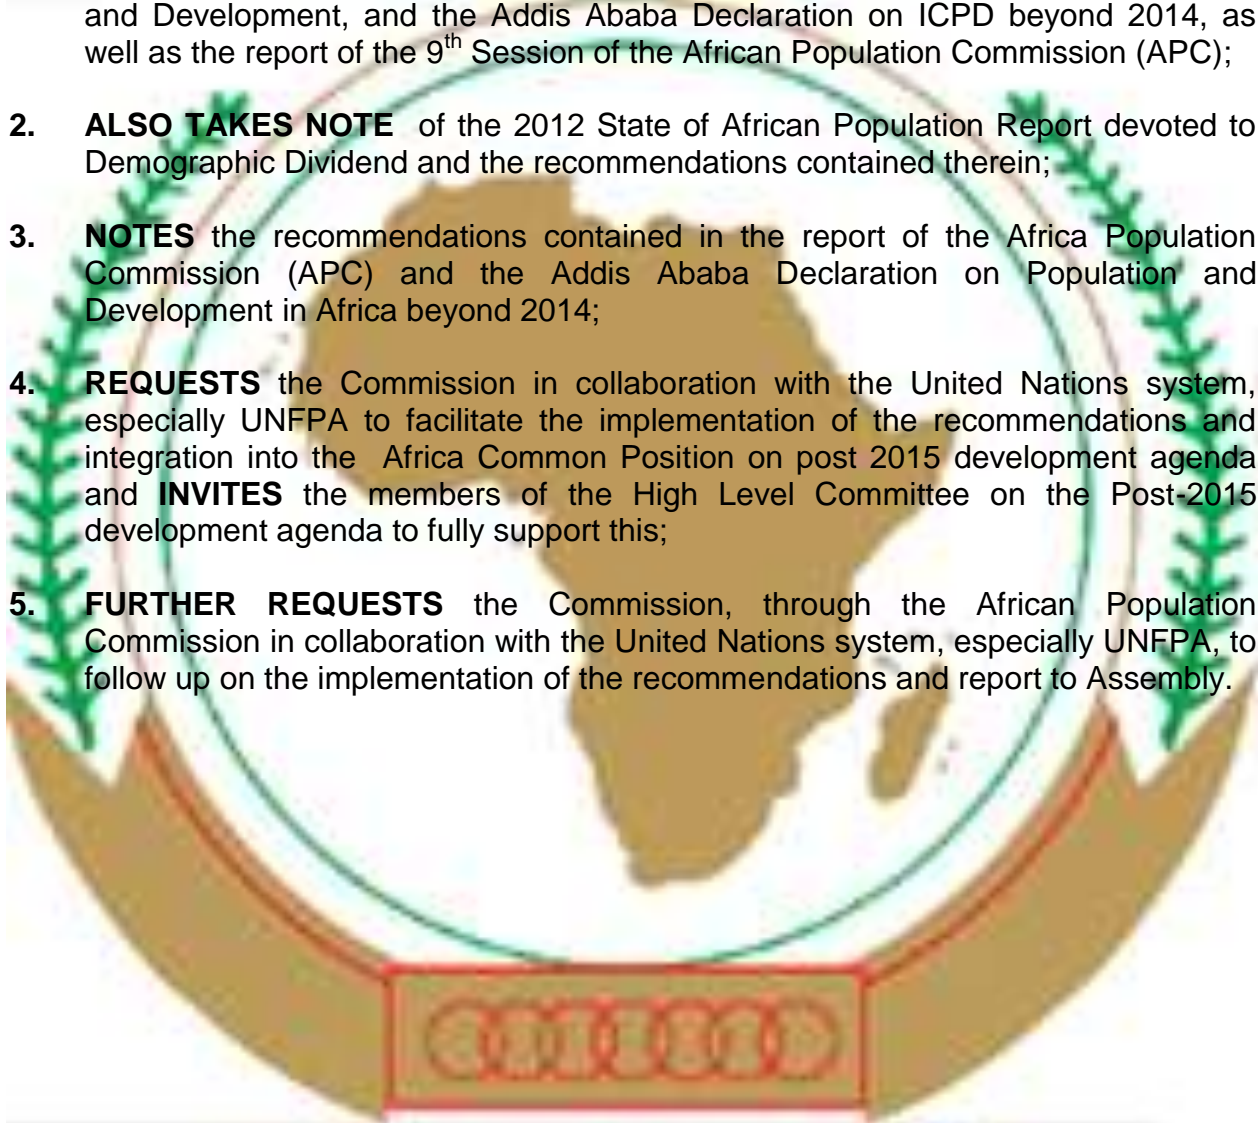 and Development, and the Addis Ababa Declaration on ICPD beyond 2014, as
well as the report of the 9th Session of the African Population Commission (APC);
2. ALSO TAKES NOTE of the 2012 State of African Population Report devoted to
Demographic Dividend and the recommendations contained therein;
3. NOTES the recommendations contained in the report of the Africa Population
Commission (APC) and the Addis Ababa Declaration on Population and
Development in Africa beyond 2014;
4. REQUESTS the Commission in collaboration with the United Nations system,
especially UNFPA to facilitate the implementation of the recommendations and
integration into the Africa Common Position on post 2015 development agenda
and INVITES the members of the High Level Committee on the Post-2015
development agenda to fully support this;
5. FURTHER REQUESTS the Commission, through the African Population
Commission in collaboration with the United Nations system, especially UNFPA, to
follow up on the implementation of the recommendations and report to Assembly.